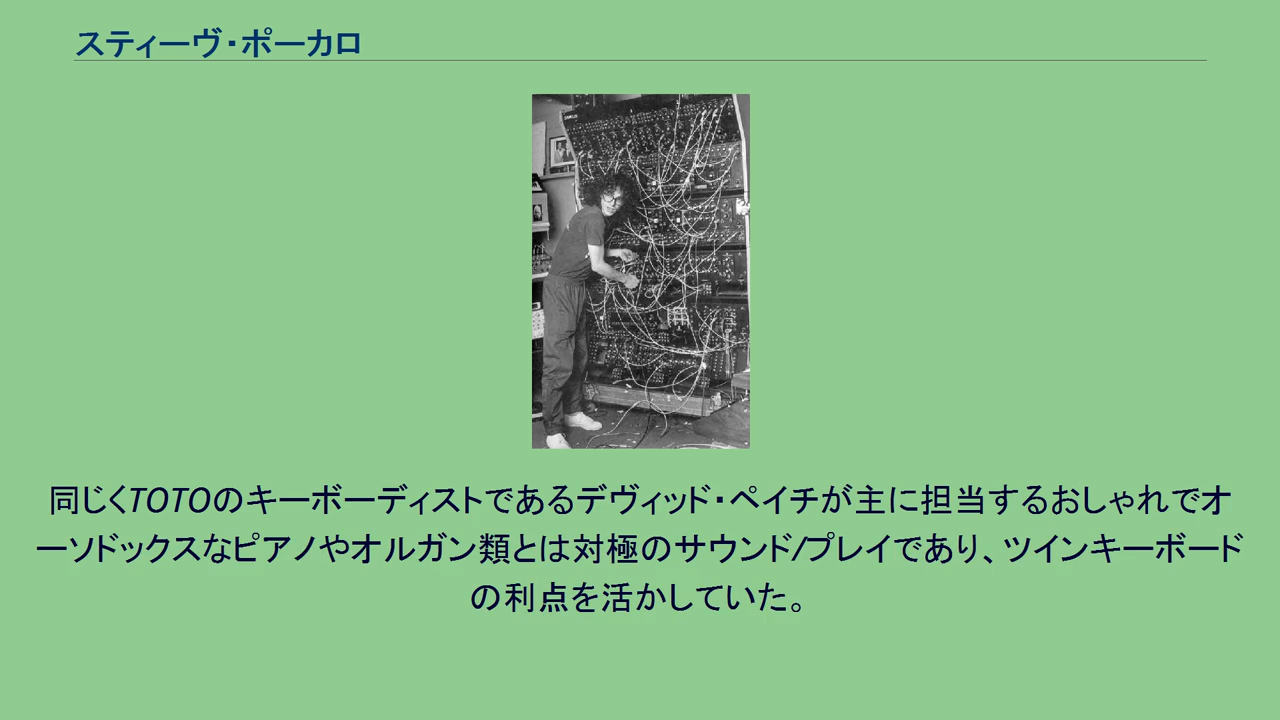 スティーヴ・ポーカロ
同じくTOTOのキーボーディストであるデヴィッド・ペイチが主に担当するおしゃれでオ
ーソドックスなピアノやオルガン類とは対極のサウンド/プレイであり、ツインキーボード
の利点を活かしていた。